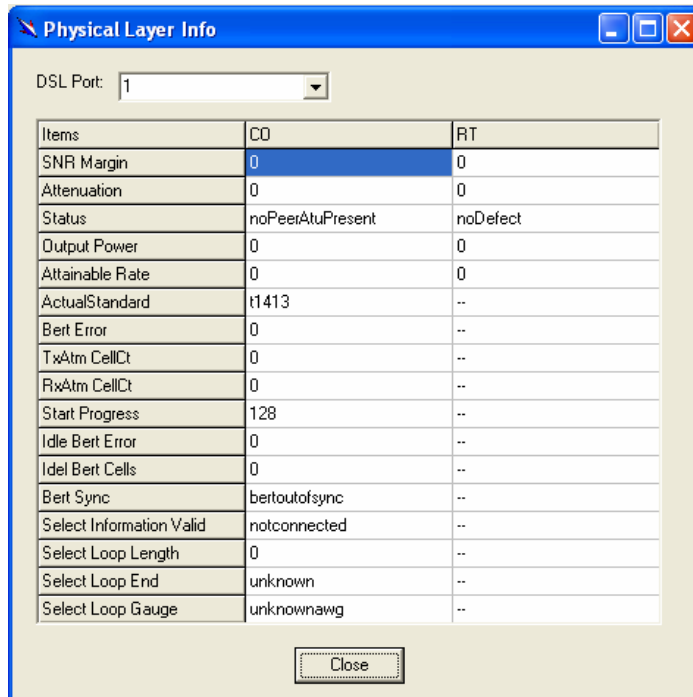 Physical Layer Info
DSL Port: 1
Items CO RT
SNR Margin 0 0
Attenuation 0 0
Status noPeerAtuPresent noDefect
Output Power 0 0
Attainable Rate 0 0
ActualStandard t1413 --
Bert Error 0 --
TxAtm CellCt 0 --
RxAtm CellCt 0 --
Start Progress 128 --
Idle Bert Error 0 --
Idel Bert Cells 0 --
Bert Sync bertoutofsync --
Select Information Valid notconnected --
Select Loop Length 0 --
Select Loop End unknown --
Select Loop Gauge unknownawg --
Close